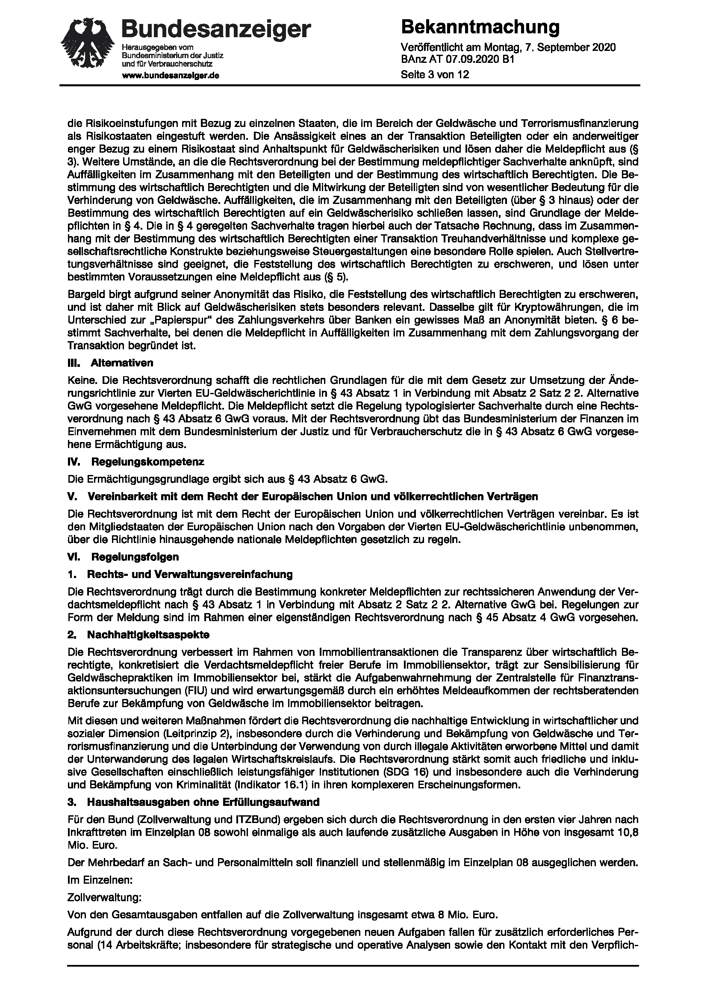 Bundesanzeiger
Herausgegeben vom
Bundesministerium der Justiz
und für Verbraucherschutz
www.bundesanzeiger.de
Bekanntmachung
Veröffentlicht am Montag, 7. September 2020
BAnz AT 07.09.2020 B1
Seite 3 von 12
die Risikoeinstufungen mit Bezug zu einzelnen Staaten, die im Bereich der Geldwäsche und Terrorismusfinanzierung
als Risikostaaten eingestuft werden. Die Ansässigkeit eines an der Transaktion Beteiligten oder ein anderweitiger
enger Bezug zu einem Risikostaat sind Anhaltspunkt für Geldwäscherisiken und lösen daher die Meldepflicht aus (§
3). Weitere Umstände, an die die Rechtsverordnung bei der Bestimmung meldepflichtiger Sachverhalte anknüpft, sind
Auffälligkeiten im Zusammenhang mit den Beteiligten und der Bestimmung des wirtschaftlich Berechtigten. Die Be-
stimmung des wirtschaftlich Berechtigten und die Mitwirkung der Beteiligten sind von wesentlicher Bedeutung für die
Verhinderung von Geldwäsche. Auffälligkeiten, die im Zusammenhang mit den Beteiligten (über § 3 hinaus) oder der
Bestimmung des wirtschaftlich Berechtigten auf ein Geldwäscherisiko schließen lassen, sind Grundlage der Melde-
pflichten in § 4. Die in § 4 geregelten Sachverhalte tragen hierbei auch der Tatsache Rechnung, dass im Zusammen-
hang mit der Bestimmung des wirtschaftlich Berechtigten einer Transaktion Treuhandverhältnisse und komplexe ge-
sellschaftsrechtliche Konstrukte beziehungsweise Steuergestaltungen eine besondere Rolle spielen. Auch Stellvertre-
tungsverhältnisse sind geeignet, die Feststellung des wirtschaftlich Berechtigten zu erschweren, und lösen unter
bestimmten Voraussetzungen eine Meldepflicht aus (§ 5).
Bargeld birgt aufgrund seiner Anonymität das Risiko, die Feststellung des wirtschaftlich Berechtigten zu erschweren,
und ist daher mit Blick auf Geldwäscherisiken stets besonders relevant. Dasselbe gilt für Kryptowährungen, die im
Unterschied zur „Papierspur“ des Zahlungsverkehrs über Banken ein gewisses Maß an Anonymität bieten. § 6 be-
stimmt Sachverhalte, bei denen die Meldepflicht in Auffälligkeiten im Zusammenhang mit dem Zahlungsvorgang der
Transaktion begründet ist.
III. Alternativen
Keine. Die Rechtsverordnung schafft die rechtlichen Grundlagen für die mit dem Gesetz zur Umsetzung der Ände-
rungsrichtlinie zur Vierten EU-Geldwäscherichtlinie in § 43 Absatz 1 in Verbindung mit Absatz 2 Satz 2 2. Alternative
GwG vorgesehene Meldepflicht. Die Meldepflicht setzt die Regelung typologisierter Sachverhalte durch eine Rechts-
verordnung nach § 43 Absatz 6 GwG voraus. Mit der Rechtsverordnung übt das Bundesministerium der Finanzen im
Einvernehmen mit dem Bundesministerium der Justiz und für Verbraucherschutz die in § 43 Absatz 6 GwG vorgese-
hene Ermächtigung aus.
IV. Regelungskompetenz
Die Ermächtigungsgrundlage ergibt sich aus § 43 Absatz 6 GwG.
V. Vereinbarkeit mit dem Recht der Europäischen Union und völkerrechtlichen Verträgen
Die Rechtsverordnung ist mit dem Recht der Europäischen Union und völkerrechtlichen Verträgen vereinbar. Es ist
den Mitgliedstaaten der Europäischen Union nach den Vorgaben der Vierten EU-Geldwäscherichtlinie unbenommen,
über die Richtlinie hinausgehende nationale Meldepflichten gesetzlich zu regeln.
VI. Regelungsfolgen
1. Rechts- und Verwaltungsvereinfachung
Die Rechtsverordnung trägt durch die Bestimmung konkreter Meldepflichten zur rechtssicheren Anwendung der Ver-
dachtsmeldepflicht nach § 43 Absatz 1 in Verbindung mit Absatz 2 Satz 2 2. Alternative GwG bei. Regelungen zur
Form der Meldung sind im Rahmen einer eigenständigen Rechtsverordnung nach § 45 Absatz 4 GwG vorgesehen.
2. Nachhaltigkeitsaspekte
Die Rechtsverordnung verbessert im Rahmen von Immobilientransaktionen die Transparenz über wirtschaftlich Be-
rechtigte, konkretisiert die Verdachtsmeldepflicht freier Berufe im Immobiliensektor, trägt zur Sensibilisierung für
Geldwäschepraktiken im Immobiliensektor bei, stärkt die Aufgabenwahrnehmung der Zentralstelle für Finanztrans-
aktionsuntersuchungen (FIU) und wird erwartungsgemäß durch ein erhöhtes Meldeaufkommen der rechtsberatenden
Berufe zur Bekämpfung von Geldwäsche im Immobiliensektor beitragen.
Mit diesen und weiteren Maßnahmen fördert die Rechtsverordnung die nachhaltige Entwicklung in wirtschaftlicher und
sozialer Dimension (Leitprinzip 2), insbesondere durch die Verhinderung und Bekämpfung von Geldwäsche und Ter-
rorismusfinanzierung und die Unterbindung der Verwendung von durch illegale Aktivitäten erworbene Mittel und damit
der Unterwanderung des legalen Wirtschaftskreislaufs. Die Rechtsverordnung stärkt somit auch friedliche und inklu-
sive Gesellschaften einschließlich leistungsfähiger Institutionen (SDG 16) und insbesondere auch die Verhinderung
und Bekämpfung von Kriminalität (Indikator 16.1) in ihren komplexeren Erscheinungsformen.
3. Haushaltsausgaben ohne Erfüllungsaufwand
Für den Bund (Zollverwaltung und ITZBund) ergeben sich durch die Rechtsverordnung in den ersten vier Jahren nach
Inkrafttreten im Einzelplan 08 sowohl einmalige als auch laufende zusätzliche Ausgaben in Höhe von insgesamt 10,8
Mio. Euro.
Der Mehrbedarf an Sach- und Personalmitteln soll finanziell und stellenmäßig im Einzelplan 08 ausgeglichen werden.
Im Einzelnen:
Zollverwaltung:
Von den Gesamtausgaben entfallen auf die Zollverwaltung insgesamt etwa 8 Mio. Euro.
Aufgrund der durch diese Rechtsverordnung vorgegebenen neuen Aufgaben fallen für zusätzlich erforderliches Per-
sonal (14 Arbeitskräfte; insbesondere für strategische und operative Analysen sowie den Kontakt mit den Verpflich-